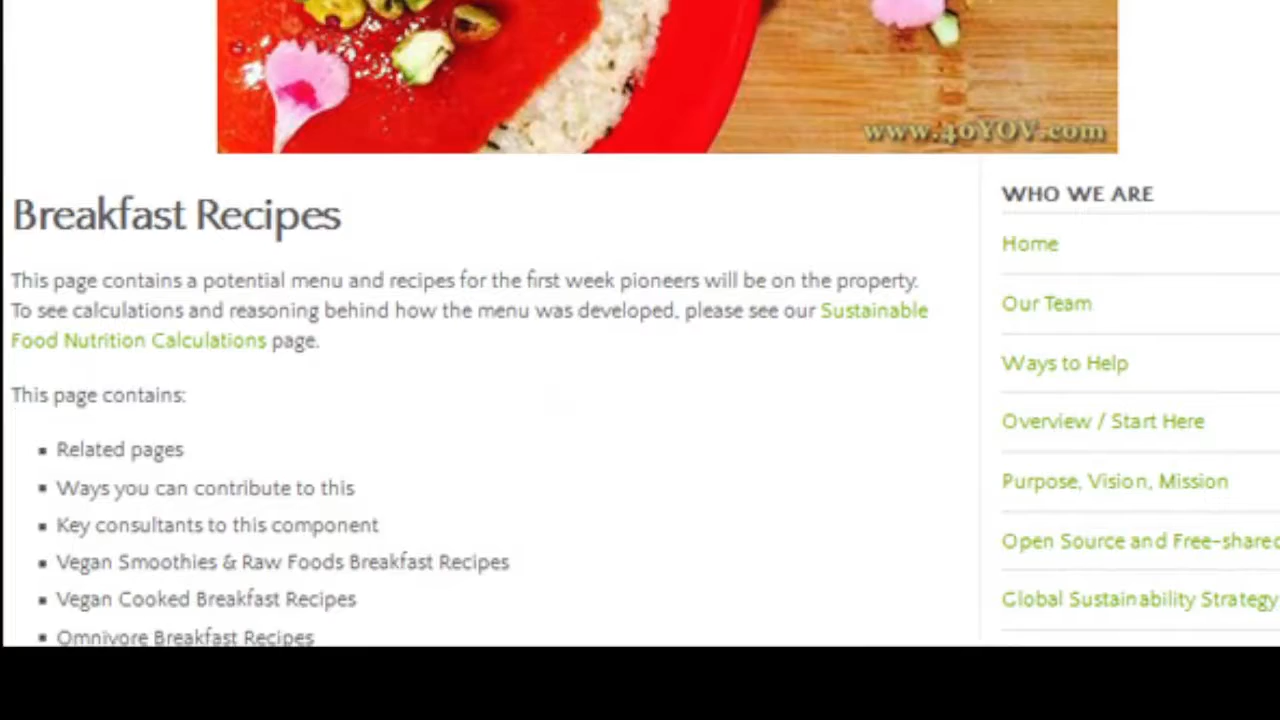 www.40YOV.com
Breakfast Recipes
This page contains a potential menu and recipes for the first week pioneers will be on the property.
To see calculations and reasoning behind how the menu was developed, please see our Sustainable
Food Nutrition Calculations page.
This page contains:
Related pages
Ways you can contribute to this
Key consultants to this component
Vegan Smoothies & Raw Foods Breakfast Recipes
Vegan Cooked Breakfast Recipes
Omnivore Breakfast Recipes
WHO WE ARE
Home
Our Team
Ways to Help
Overview / Start Here
Purpose, Vision, Mission
Open Source and Free-shared
Global Sustainability Strategy